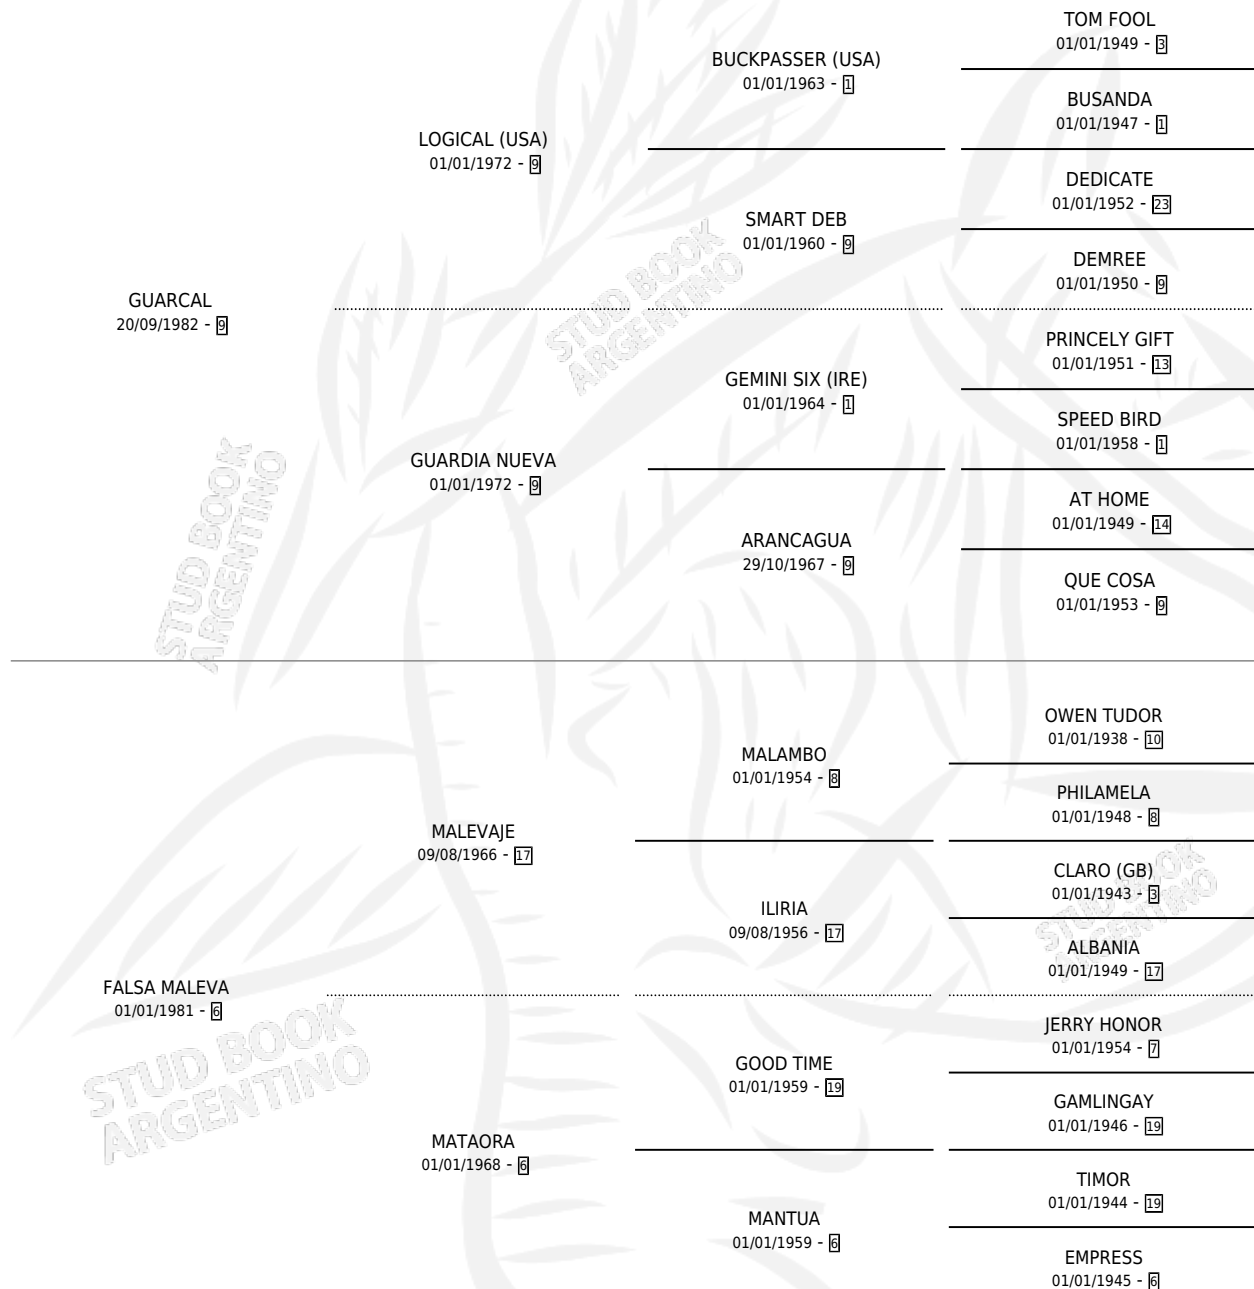 TOM FOOL
01/01/1949 - 3
BUCKPASSER (USA)
01/01/1963 - 1
BUSANDA
01/01/1947 - 1
LOGICAL (USA)
01/01/1972 - 9
DEDICATE
01/01/1952 - 23
SMART DEB
01/01/1960 - 9
DEMREE
01/01/1950 - 9
GUARCAL
20/09/1982 - 9
PRINCELY GIFT
01/01/1951 - 13
GEMINI SIX (IRE)
01/01/1964 - 1
SPEED BIRD
01/01/1958 - 1
GUARDIA NUEVA
01/01/1972 - 9
AT HOME
01/01/1949 - 14
ARANCAGUA
29/10/1967 - 9
QUE COSA
01/01/1953 - 9
OWEN TUDOR
01/01/1938 - 10
MALAMBO
01/01/1954 - 8
PHILAMELA
01/01/1948 - 8
MALEVAJE
09/08/1966 - 17
CLARO (GB)
01/01/1943 - 3
ILIRIA
09/08/1956 - 17
ALBANIA
01/01/1949 - 17
FALSA MALEVA
01/01/1981 - 6
JERRY HONOR
01/01/1954 - 7
GOOD TIME
01/01/1959 - 19
GAMLINGAY
01/01/1946 - 19
MATAORA
01/01/1968 - 6
TIMOR
01/01/1944 - 19
MANTUA
01/01/1959 - 6
EMPRESS
01/01/1945 - 6
STUD BOOK
ARGENTINO
STUD BOOK
ARGENTINO
STUD BOOK
ARGENTINO
STUD BOOK
ARGENTINO